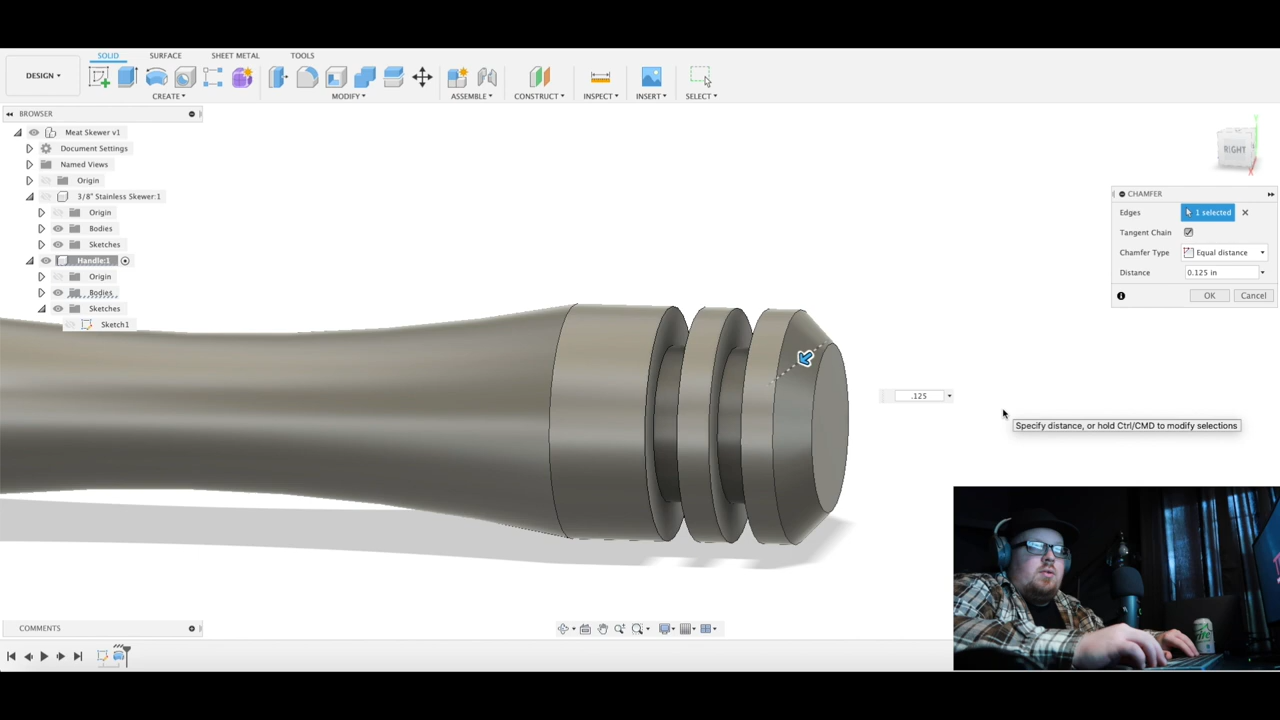 SOLID SURFACE SHEET METAL TOOLS
DESIGN
CREATE MODIFY ASSEMBLE CONSTRUCT INSPECT INSERT SELECT
BROWSER
Meat Skewer v1
Document Settings
Named Views
Origin
3/8" Stainless Skewer:1
Origin
Bodies
Sketches
Handle:1
Origin
Bodies
Sketches
Sketch1
RIGHT
CHAMFER
Edges 1 selected
Tangent Chain
Chamfer Type Equal distance
Distance 0.125 in
OK Cancel
.125
Specify distance, or hold Ctrl/CMD to modify selections
COMMENTS